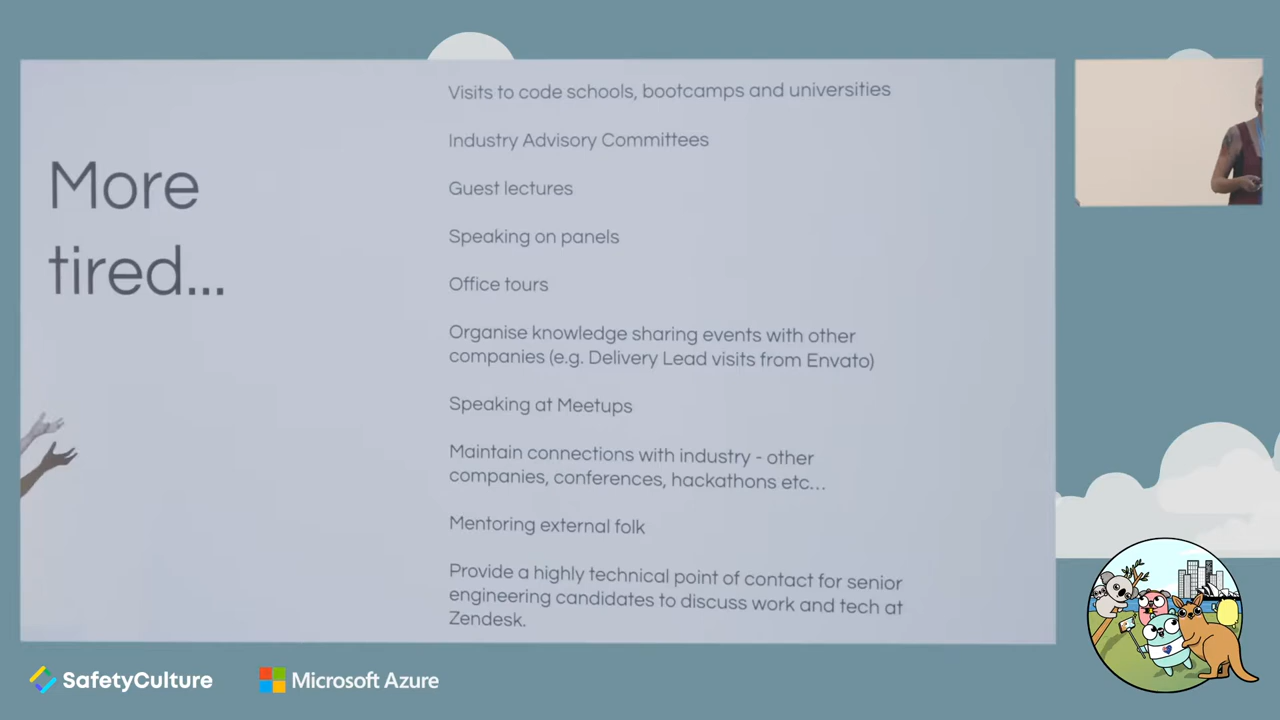 More
tired...
Visits to code schools, bootcamps and universities
Industry Advisory Committees
Guest lectures
Speaking on panels
Office tours
Organise knowledge sharing events with other
companies (e.g. Delivery Lead visits from Envato)
Speaking at Meetups
Maintain connections with industry - other
companies, conferences, hackathons etc...
Mentoring external folk
Provide a highly technical point of contact for senior
engineering candidates to discuss work and tech at
Zendesk.
SafetyCulture
Microsoft Azure